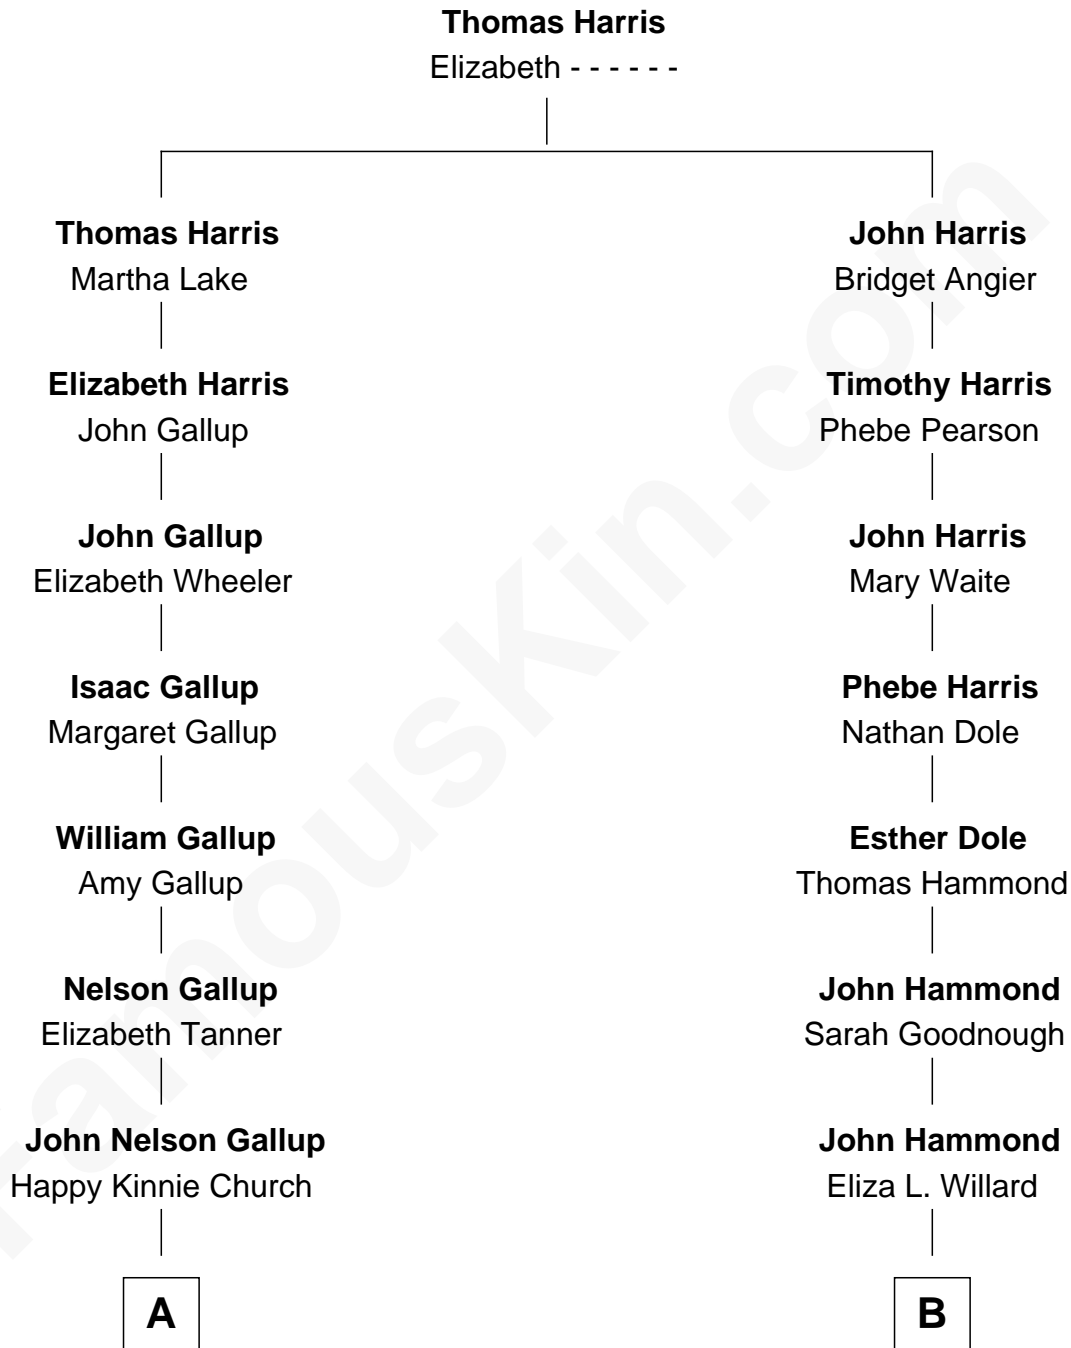 Thomas Harris
Elizabeth - - - - - -
Thomas Harris
Martha Lake
John Harris
Bridget Angier
Elizabeth Harris
John Gallup
Timothy Harris
Phebe Pearson
John Gallup
Elizabeth Wheeler
John Harris
Mary Waite
Isaac Gallup
Margaret Gallup
Phebe Harris
Nathan Dole
William Gallup
Amy Gallup
Esther Dole
Thomas Hammond
Nelson Gallup
Elizabeth Tanner
John Hammond
Sarah Goodnough
John Nelson Gallup
Happy Kinnie Church
John Hammond
Eliza L. Willard
A
B
FamousKin.com